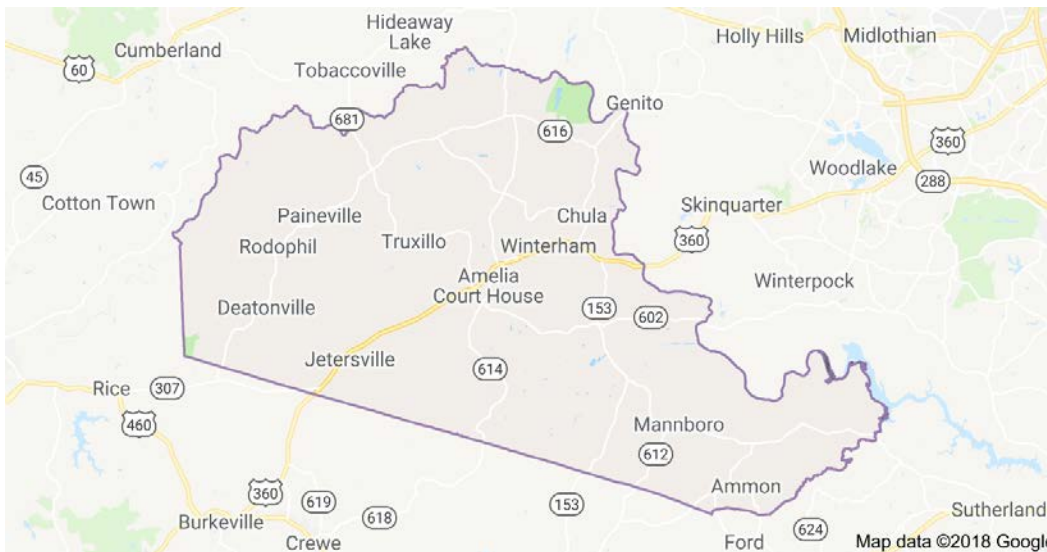 Hideaway
Lake
Cumberland
Holly Hills
Midlothian
60
Tobaccoville
Genito
681
616
360
Woodlake
45
288
Cotton Town
Paineville
Chula
Skinquarter
Rodophil
Truxillo
Winterham
360
Amelia
Court House
Winterpock
Deatonville
153
602
Jetersville
614
Rice
307
460
Mannboro
612
360
619
618
153
Ammon
Burkeville
Crewe
Ford
624
Sutherland
Map data ©2018 Google